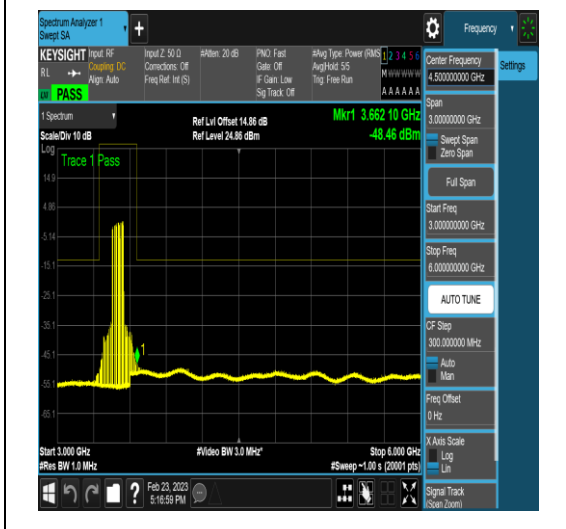 Spectrum Analyzer 1
Swept SA
+
Frequency
KEYSIGHT
RL
PASS
Input: RF
Coupling: DC
Align: Auto
Input Z: 50 Ω
Corrections: Off
Freq Ref: Int (S)
#Atten: 20 dB
PNO: Fast
Gate: Off
IF Gain: Low
Sig Track: Off
#Avg Type: Power (RMS
Avg|Hold: 5/5
Trig: Free Run
1 2 3 4 5 6
M W W W W W
A A A A A A
1 Spectrum
Scale/Div 10 dB
Ref Lvl Offset 14.86 dB
Ref Level 24.86 dBm
Mkr1 3.662 10 GHz
-48.46 dBm
Log
Trace 1 Pass
14.9
4.86
-5.14
-15.1
-25.1
-35.1
-45.1
-55.1
-65.1
1
Start 3.000 GHz
#Res BW 1.0 MHz
#Video BW 3.0 MHz*
Stop 6.000 GHz
#Sweep ~1.00 s (20001 pts)
Feb 23, 2023
5:16:59 PM
Center Frequency
4.500000000 GHz
Settings
Span
3.00000000 GHz
Swept Span
Zero Span
Full Span
Start Freq
3.000000000 GHz
Stop Freq
6.000000000 GHz
AUTO TUNE
CF Step
300.000000 MHz
Auto
Man
Freq Offset
0 Hz
X Axis Scale
Log
Lin
Signal Track
(Span Zoom)